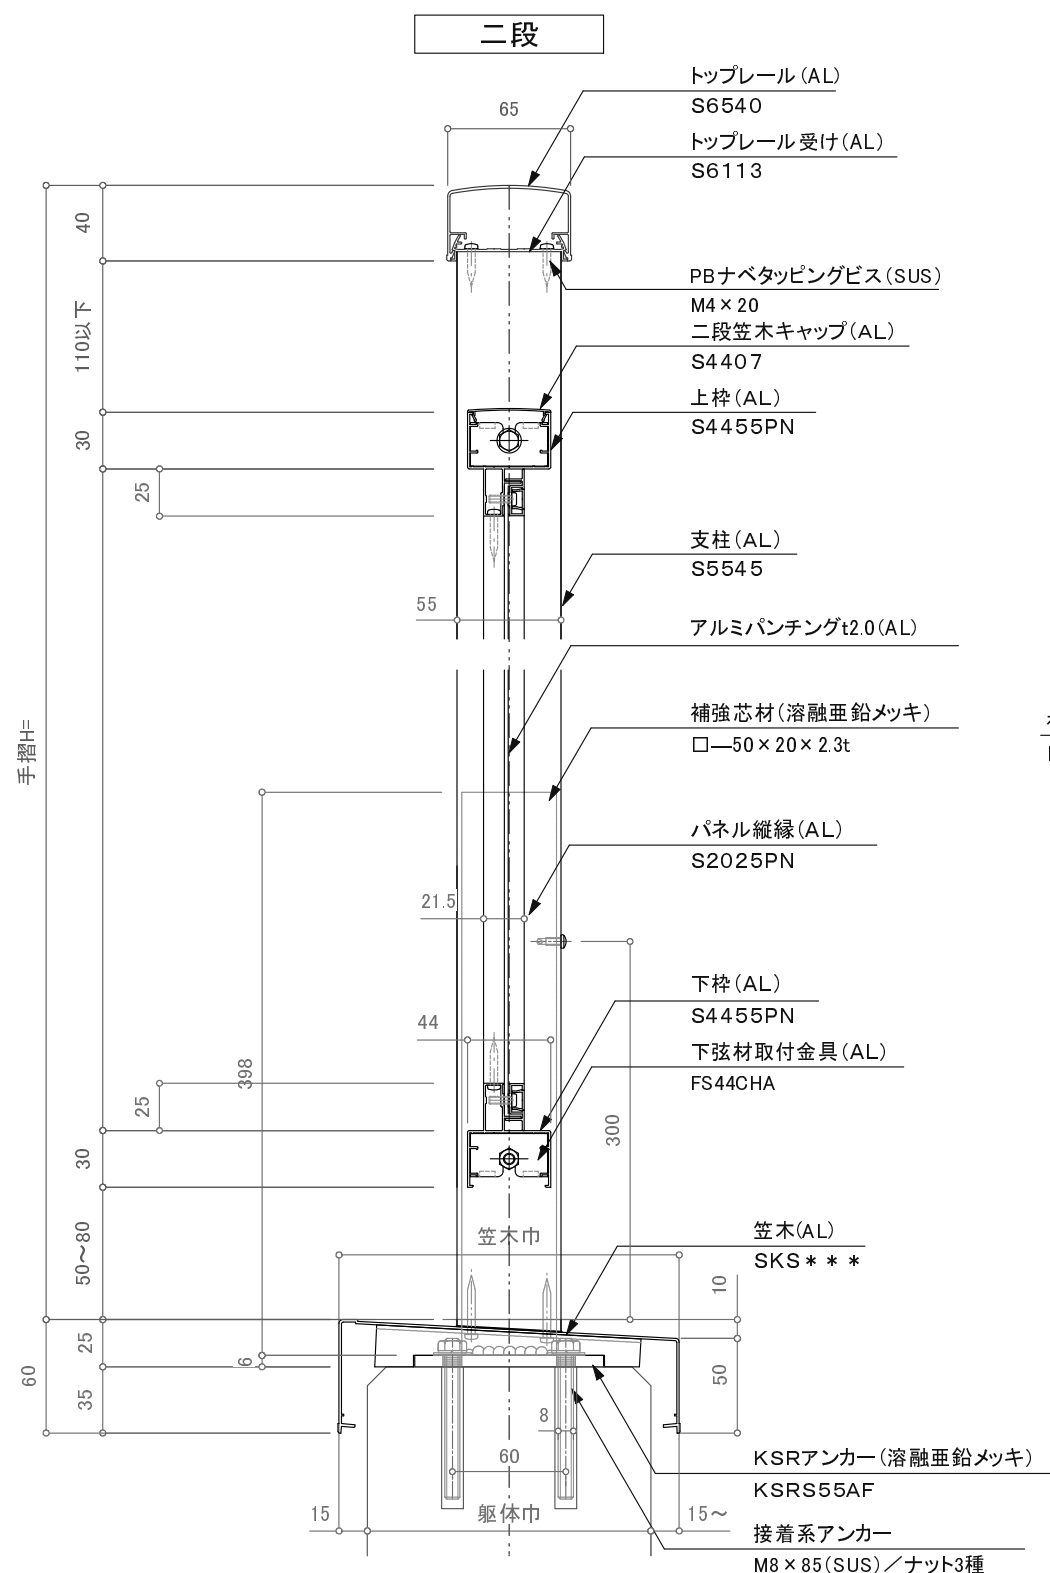 二段
トップレール(AL)
S6540
65
トップレール受け(AL)
S6113
40
PBナベタッピングビス(SUS)
M4×20
110以下
二段笠木キャップ(AL)
S4407
上枠(AL)
S4455PN
30
25
支柱(AL)
S5545
55
アルミパンチングt2.0(AL)
補強芯材(溶融亜鉛メッキ)
□—50×20×2.3t
手摺H=
パネル縦縁(AL)
S2025PN
21.5
下枠(AL)
S4455PN
44
下弦材取付金具(AL)
FS44CHA
398
25
300
30
笠木巾
笠木(AL)
SKS＊＊＊
50～80
10
25
6
60
35
50
8
60
KSRアンカー(溶融亜鉛メッキ)
KSRS55AF
15
躯体巾
15～
接着系アンカー
M8×85(SUS)／ナット3種